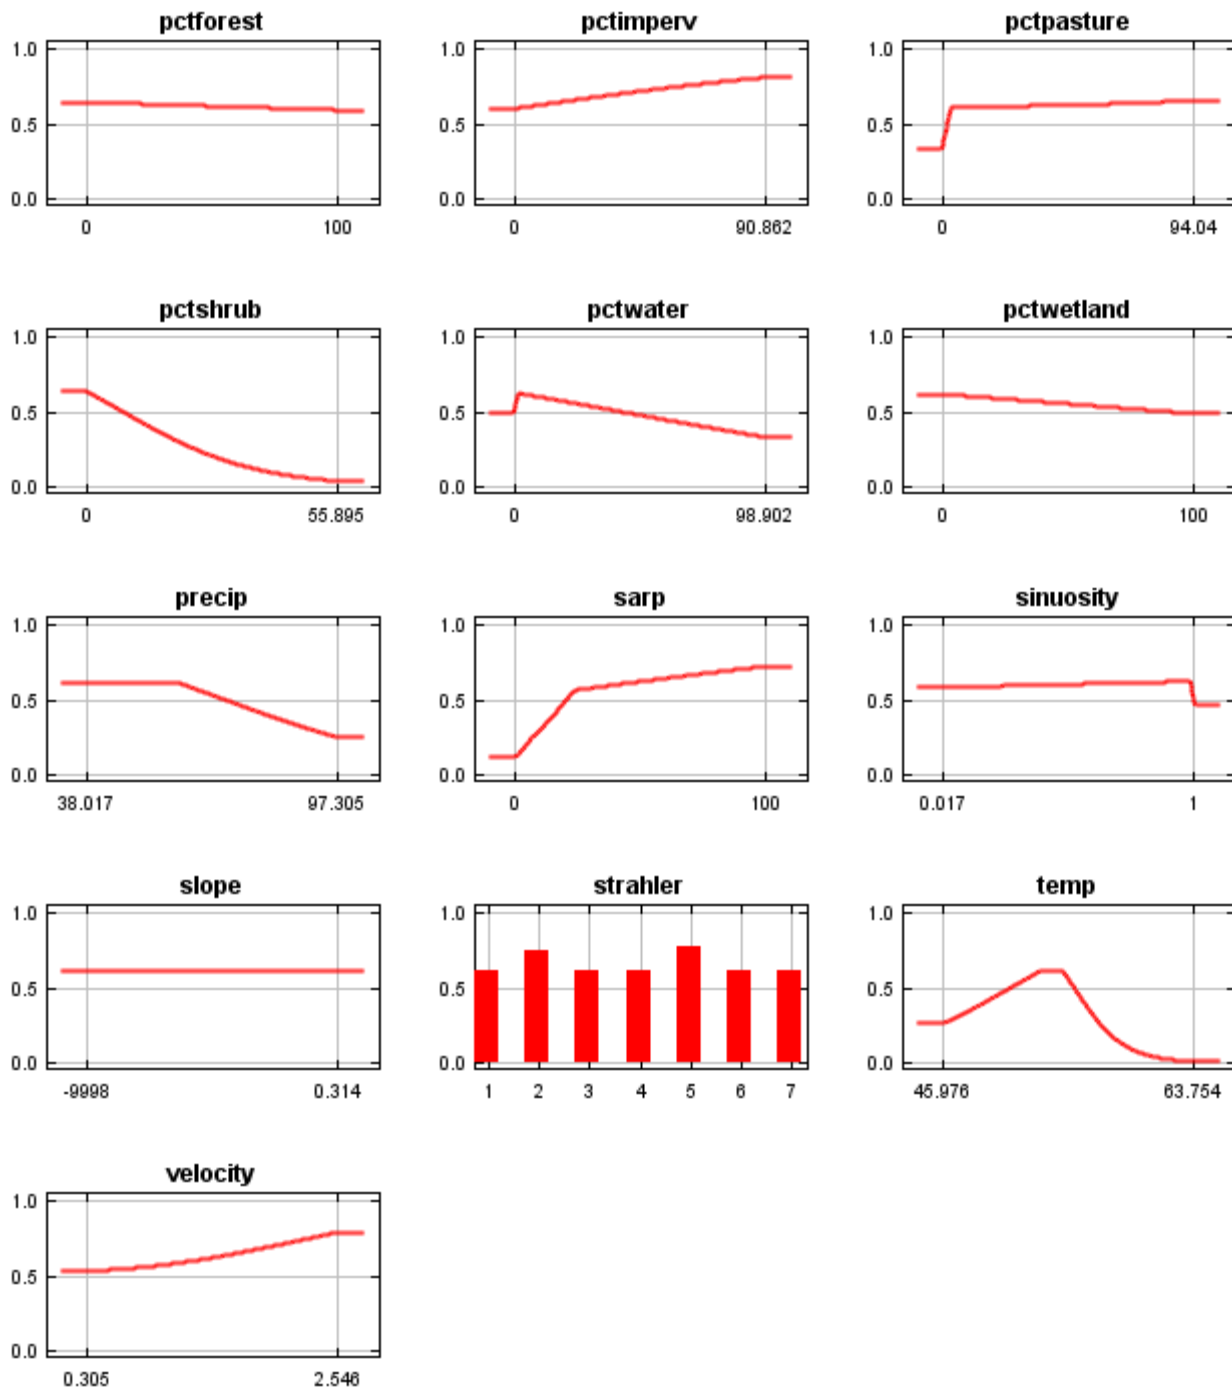 pctforest pctimperv pctpasture
1.0 1.0 1.0
0.5 0.5 0.5
0.0 0.0 0.0
0 100 0 90.862 0 94.04
pctshrub pctwater pctwetland
1.0 1.0 1.0
0.5 0.5 0.5
0.0 0.0 0.0
0 55.895 0 98.902 0 100
precip sarp sinuosity
1.0 1.0 1.0
0.5 0.5 0.5
0.0 0.0 0.0
38.017 97.305 0 100 0.017 1
slope strahler temp
1.0 1.0 1.0
0.5 0.5 0.5
0.0 0.0 0.0
-9998 0.314 1 2 3 4 5 6 7 45.976 63.754
velocity
1.0
0.5
0.0
0.305 2.546